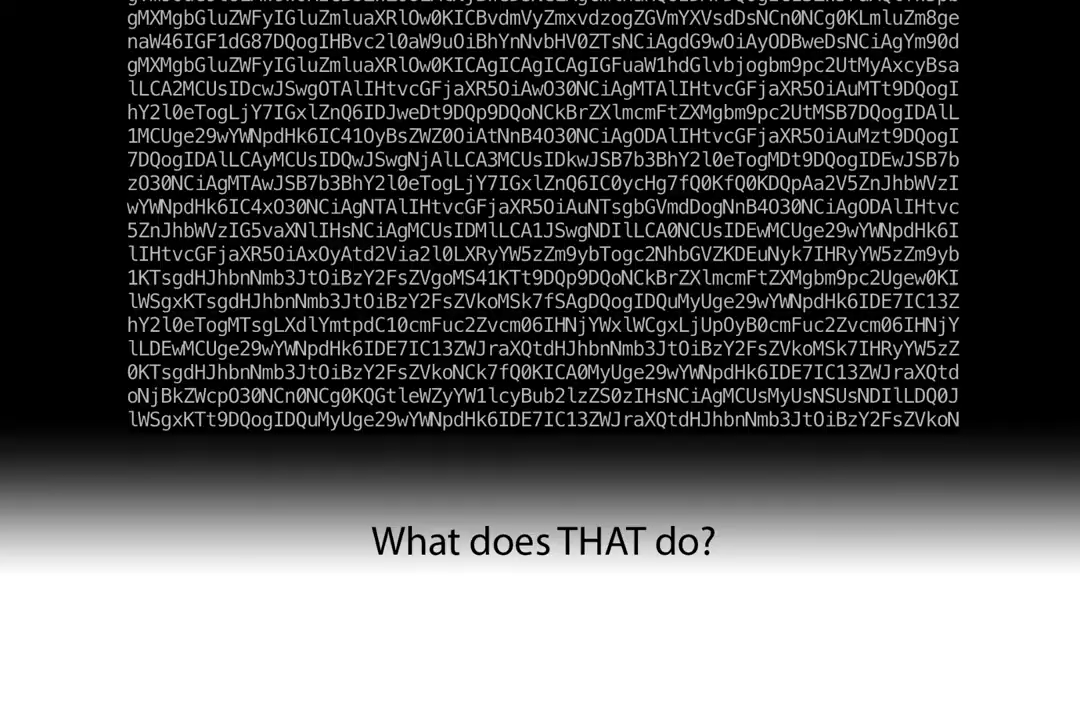 gMXMgbGluZWFyIGluZmluaXRlOw0KICBvdmVyZmxvdzogZGVmYXVsdDsNCn0NCg0KLmluZm8ge
naW46IGF1dG87DQogIHBvc2l0aW9uOiBhYnNvbHV0ZTsNCiAgdG9wOiAyODBweDsNCiAgYm90d
gMXMgbGluZWFyIGluZmluaXRlOw0KICAgICAgICAgIGFuaW1hdGlvbjogbm9pc2UtMyAxcyBsa
lLCA2MCUsIDcwJSwgOTAlIHtvcGFjaXR5OiAwO30NCiAgMTAlIHtvcGFjaXR5OiAuMTt9DQogI
hY2l0eTogLjY7IGxlZnQ6IDJweDt9DQp9DQoNCkBrZXlmcmFtZXMgbm9pc2UtMSB7DQogIDAlL
1MCUge29wYWNpdHk6IC41OyBsZWZ0OiAtNnB4O30NCiAgODAlIHtvcGFjaXR5OiAuMzt9DQogI
7DQogIDAlLCAyMCUsIDQwJSwgNjAlLCA3MCUsIDkwJSB7b3BhY2l0eTogMDt9DQogIDEwJSB7b
zO30NCiAgMTAwJSB7b3BhY2l0eTogLjY7IGxlZnQ6IC0ycHg7fQ0KfQ0KDQpAa2V5ZnJhbWVzI
wYWNpdHk6IC4xO30NCiAgNTAlIHtvcGFjaXR5OiAuNTsgbGVmdDogNnB4O30NCiAgODAlIHtvc
5ZnJhbWVzIG5vaXNlIHsNCiAgMCUsIDMlLCA1JSwgNDIlLCA0NCUsIDEwMCUge29wYWNpdHk6I
lIHtvcGFjaXR5OiAxOyAtd2Via2l0LXRyYW5zZm9ybTogc2NhbGVZKDEuNyk7IHRyYW5zZm9yb
1KTsgdHJhbnNmb3JtOiBzY2FsZVgoMS41KTt9DQp9DQoNCkBrZXlmcmFtZXMgbm9pc2Ugew0KI
lWSgxKTsgdHJhbnNmb3JtOiBzY2FsZVkoMSk7fSAgDQogIDQuMyUge29wYWNpdHk6IDE7IC13Z
hY2l0eTogMTsgLXdlYmtpdC10cmFuc2Zvcm06IHNjYWxlWCgxLjUpOyB0cmFuc2Zvcm06IHNjY
lLDEwMCUge29wYWNpdHk6IDE7IC13ZWJraXQtdHJhbnNmb3JtOiBzY2FsZVkoMSk7IHRyYW5zZ
0KTsgdHJhbnNmb3JtOiBzY2FsZVkoNCk7fQ0KICA0MyUge29wYWNpdHk6IDE7IC13ZWJraXQtd
oNjBkZWcpO30NCn0NCg0KQGtleWZyYW1lcyBub2lzZS0zIHsNCiAgMCUsMyUsNSUsNDIlLDQ0J
lWSgxKTt9DQogIDQuMyUge29wYWNpdHk6IDE7IC13ZWJraXQtdHJhbnNmb3JtOiBzY2FsZVkoN
What does THAT do?